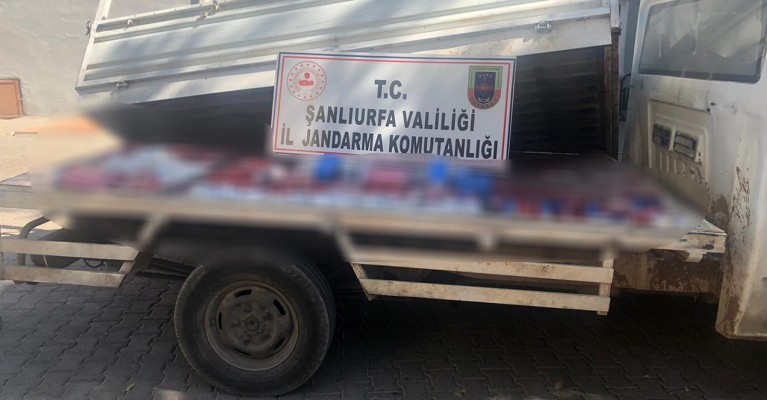 T.C.
ŞANLIURFA VALİLİĞİ
İL JANDARMA KOMUTANLIĞI